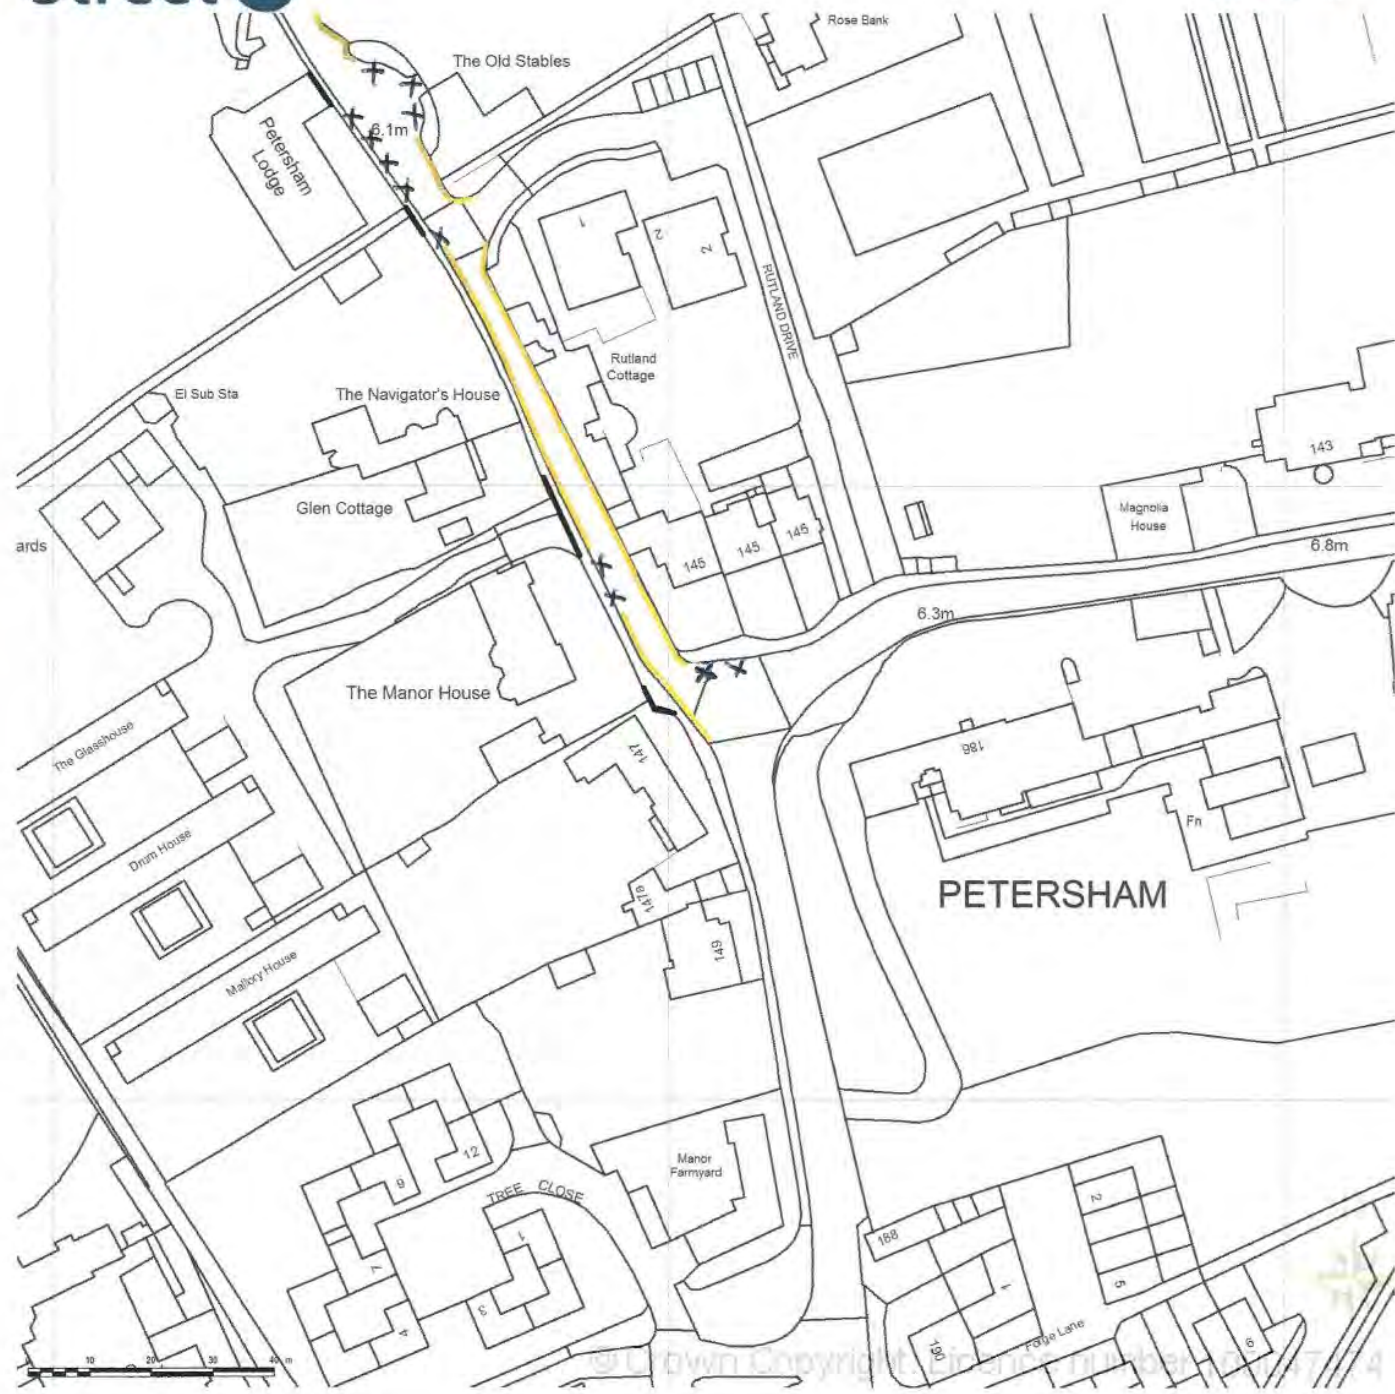 Rose Bank
The Old Stables
6.1m
Petersham
Lodge
1
2
2
RUTLAND DRIVE
Rutland
Cottage
El Sub Sta
The Navigator's House
143
Glen Cottage
Magnolia
House
ards
145
145
146
6.8m
6.3m
The Manor House
The Glasshouse
147
186
Drum House
Fn
PETERSHAM
147a
149
Mallory House
12
9
Manor
Farmyard
TREE CLOSE
2
1
188
7
1
5
3
4
190
Forge Lane
9
10
20
30
40 m
© Crown Copyright. Licence number